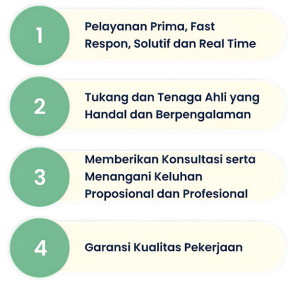 1
Pelayanan Prima, Fast
Respon, Solutif dan Real Time
2
Tukang dan Tenaga Ahli yang
Handal dan Berpengalaman
3
Memberikan Konsultasi serta
Menangani Keluhan
Proposional dan Profesional
4
Garansi Kualitas Pekerjaan